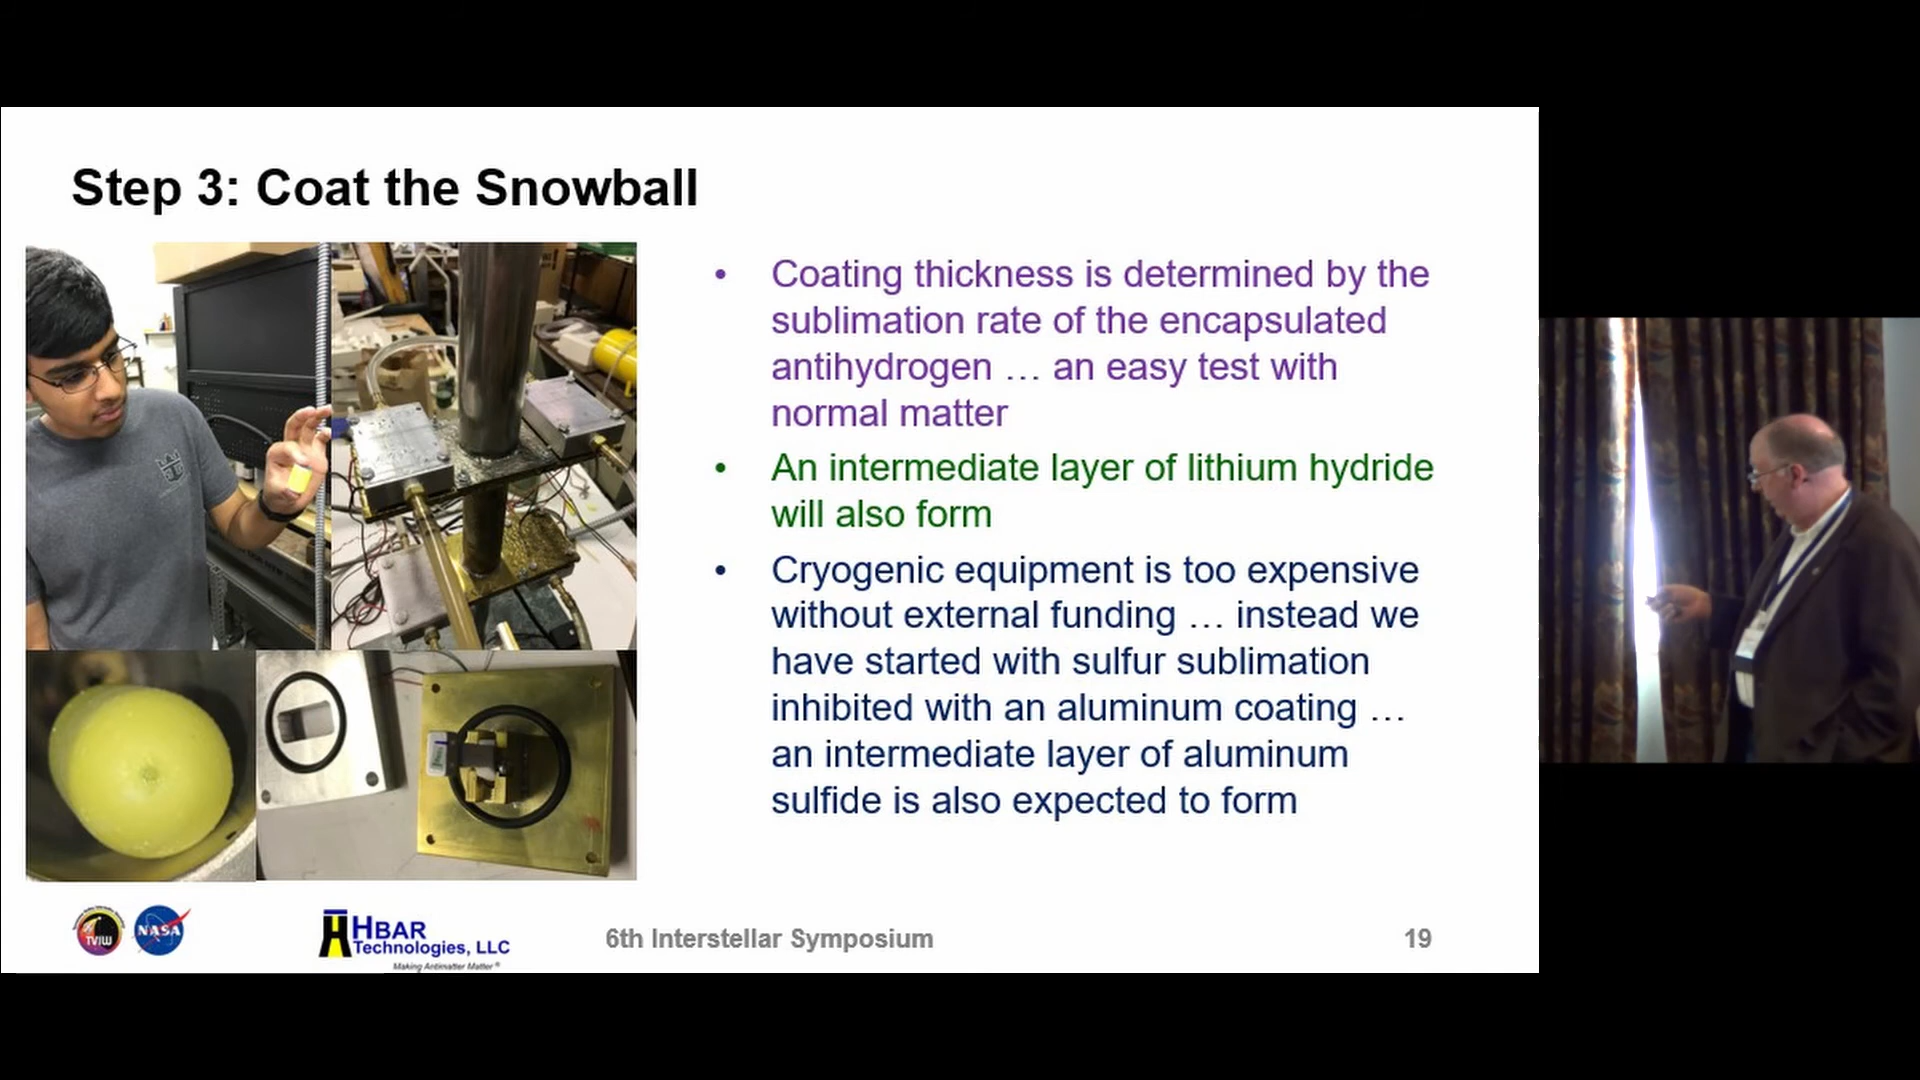 Step 3: Coat the Snowball
• Coating thickness is determined by the
sublimation rate of the encapsulated
antihydrogen … an easy test with
normal matter
• An intermediate layer of lithium hydride
will also form
• Cryogenic equipment is too expensive
without external funding … instead we
have started with sulfur sublimation
inhibited with an aluminum coating …
an intermediate layer of aluminum
sulfide is also expected to form
TVIW
NASA
HBAR
Technologies, LLC
Making Antimatter Matter ®
6th Interstellar Symposium
19